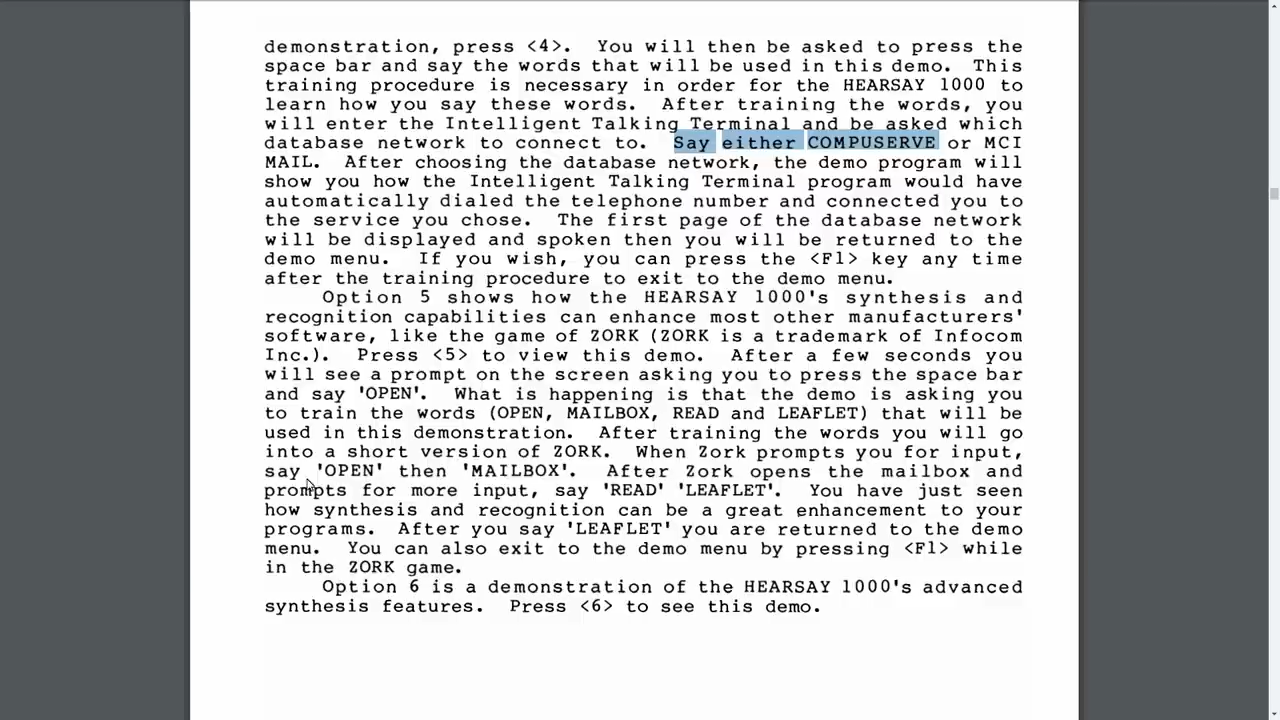 demonstration, press <4>.  You will then be asked to press the
space bar and say the words that will be used in this demo.  This
training procedure is necessary in order for the HEARSAY 1000 to
learn how you say these words.  After training the words, you
will enter the Intelligent Talking Terminal and be asked which
database network to connect to.  Say either COMPUSERVE or MCI
MAIL.  After choosing the database network, the demo program will
show you how the Intelligent Talking Terminal program would have
automatically dialed the telephone number and connected you to
the service you chose.  The first page of the database network
will be displayed and spoken then you will be returned to the
demo menu.  If you wish, you can press the <F1> key any time
after the training procedure to exit to the demo menu.
Option 5 shows how the HEARSAY 1000's synthesis and
recognition capabilities can enhance most other manufacturers'
software, like the game of ZORK (ZORK is a trademark of Infocom
Inc.).  Press <5> to view this demo.  After a few seconds you
will see a prompt on the screen asking you to press the space bar
and say 'OPEN'.  What is happening is that the demo is asking you
to train the words (OPEN, MAILBOX, READ and LEAFLET) that will be
used in this demonstration.  After training the words you will go
into a short version of ZORK.  When Zork prompts you for input,
say 'OPEN' then 'MAILBOX'.  After Zork opens the mailbox and
prompts for more input, say 'READ' 'LEAFLET'.  You have just seen
how synthesis and recognition can be a great enhancement to your
programs.  After you say 'LEAFLET' you are returned to the demo
menu.  You can also exit to the demo menu by pressing <F1> while
in the ZORK game.
Option 6 is a demonstration of the HEARSAY 1000's advanced
synthesis features.  Press <6> to see this demo.